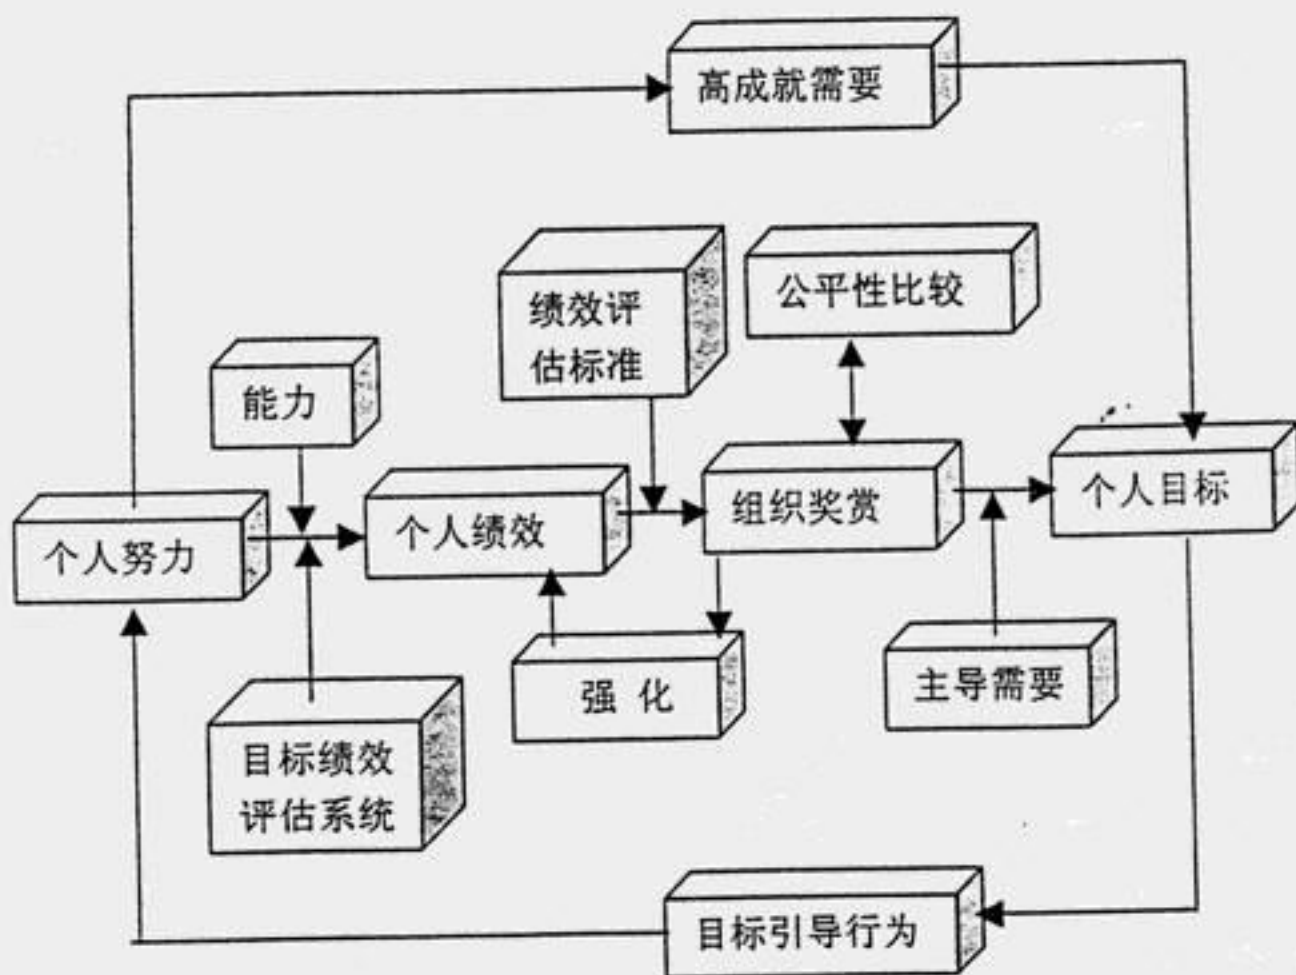 高成就需要
绩效评
估标准
公平性比较
能力
个人努力
个人绩效
组织奖赏
个人目标
强 化
主导需要
目标绩效
评估系统
目标引导行为